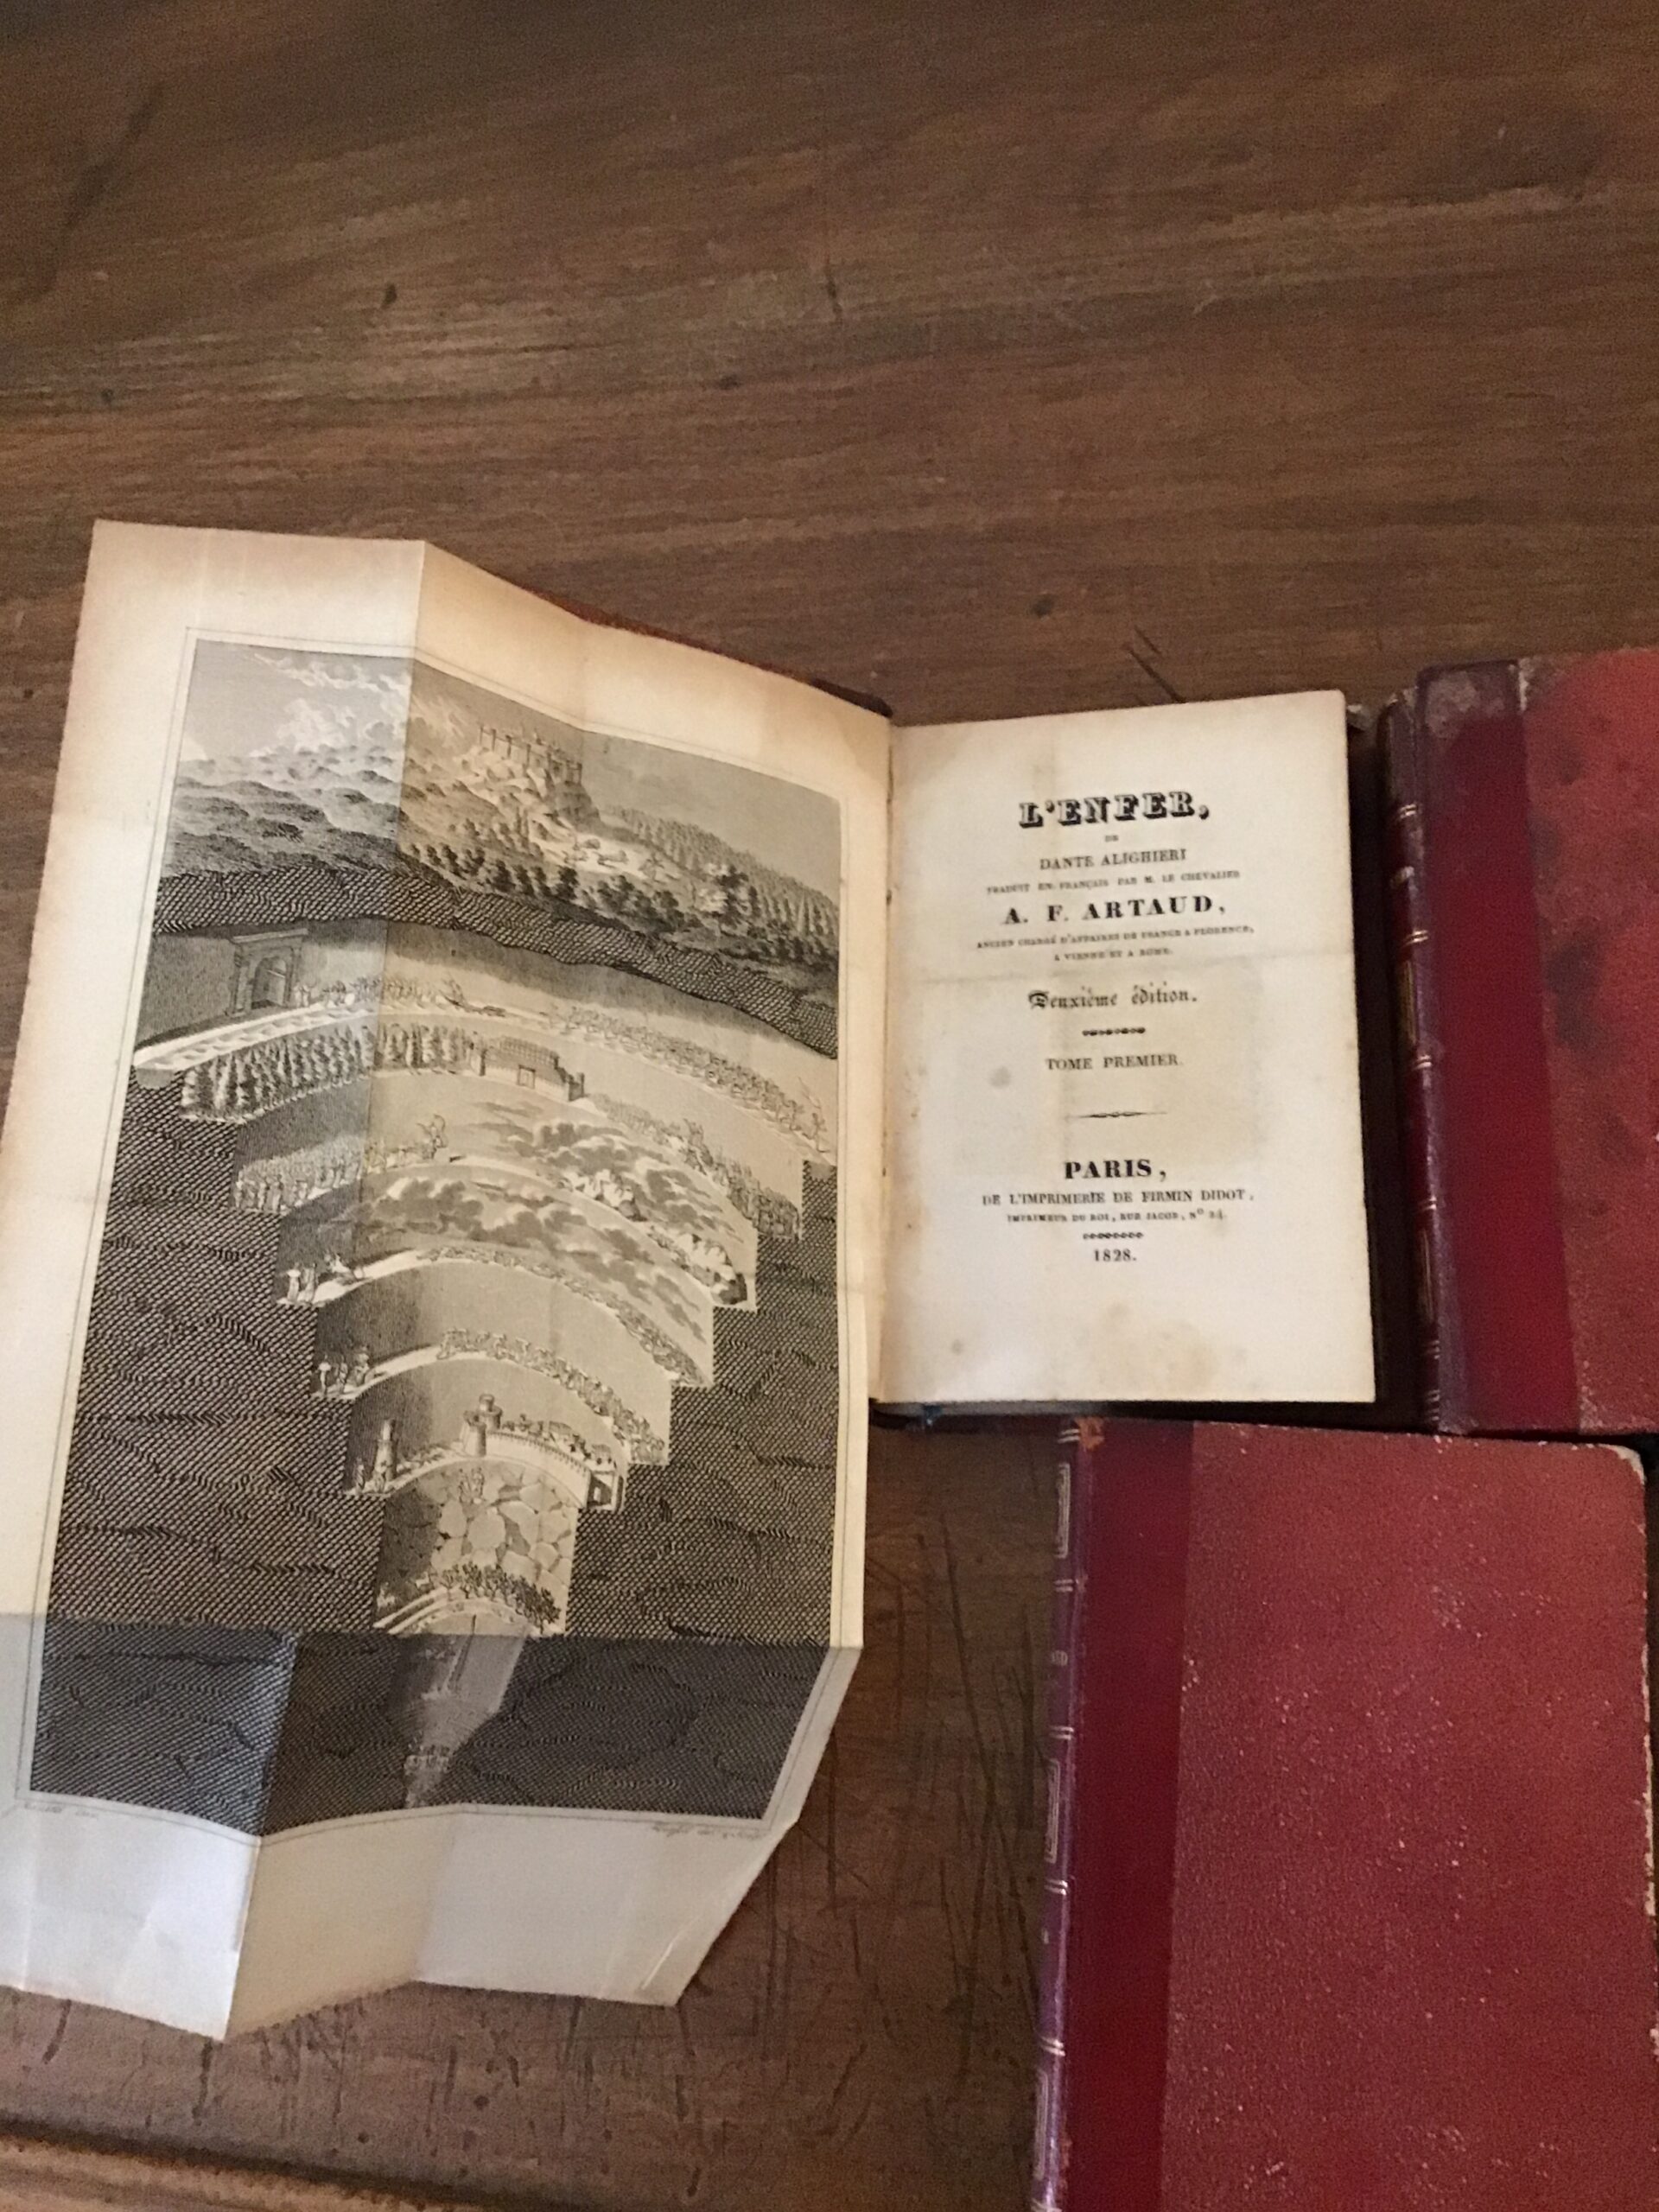 L'ENFER,
DE
DANTE ALIGHIERI
TRADUIT EN FRANÇAIS PAR M. LE CHEVALIER
A. F. ARTAUD,
ANCIEN CHARGÉ D'AFFAIRES DE FRANCE A FLORENCE,
A VIENNE ET A ROME.
Deuxième édition.
TOME PREMIER.
PARIS,
DE L'IMPRIMERIE DE FIRMIN DIDOT,
IMPRIMEUR DU ROI, RUE JACOB, Nº 24.
1828.